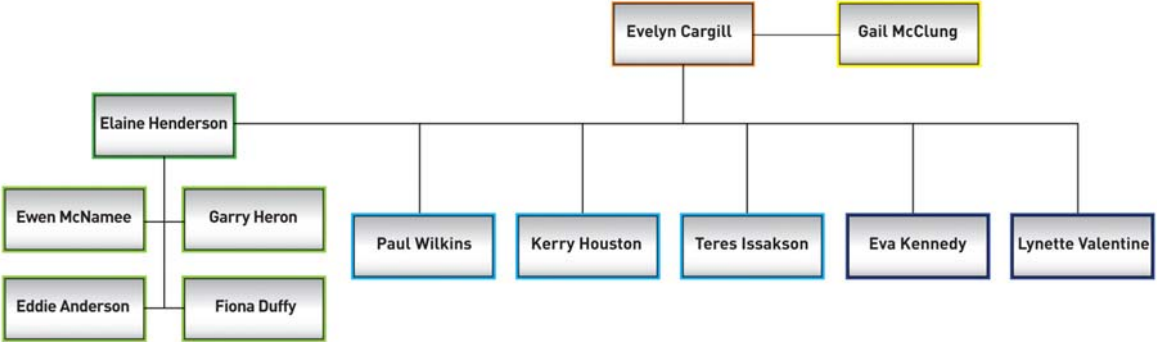 Evelyn Cargill
Gail McClung
Elaine Henderson
Ewen McNamee
Garry Heron
Paul Wilkins
Kerry Houston
Teres Issakson
Eva Kennedy
Lynette Valentine
Eddie Anderson
Fiona Duffy